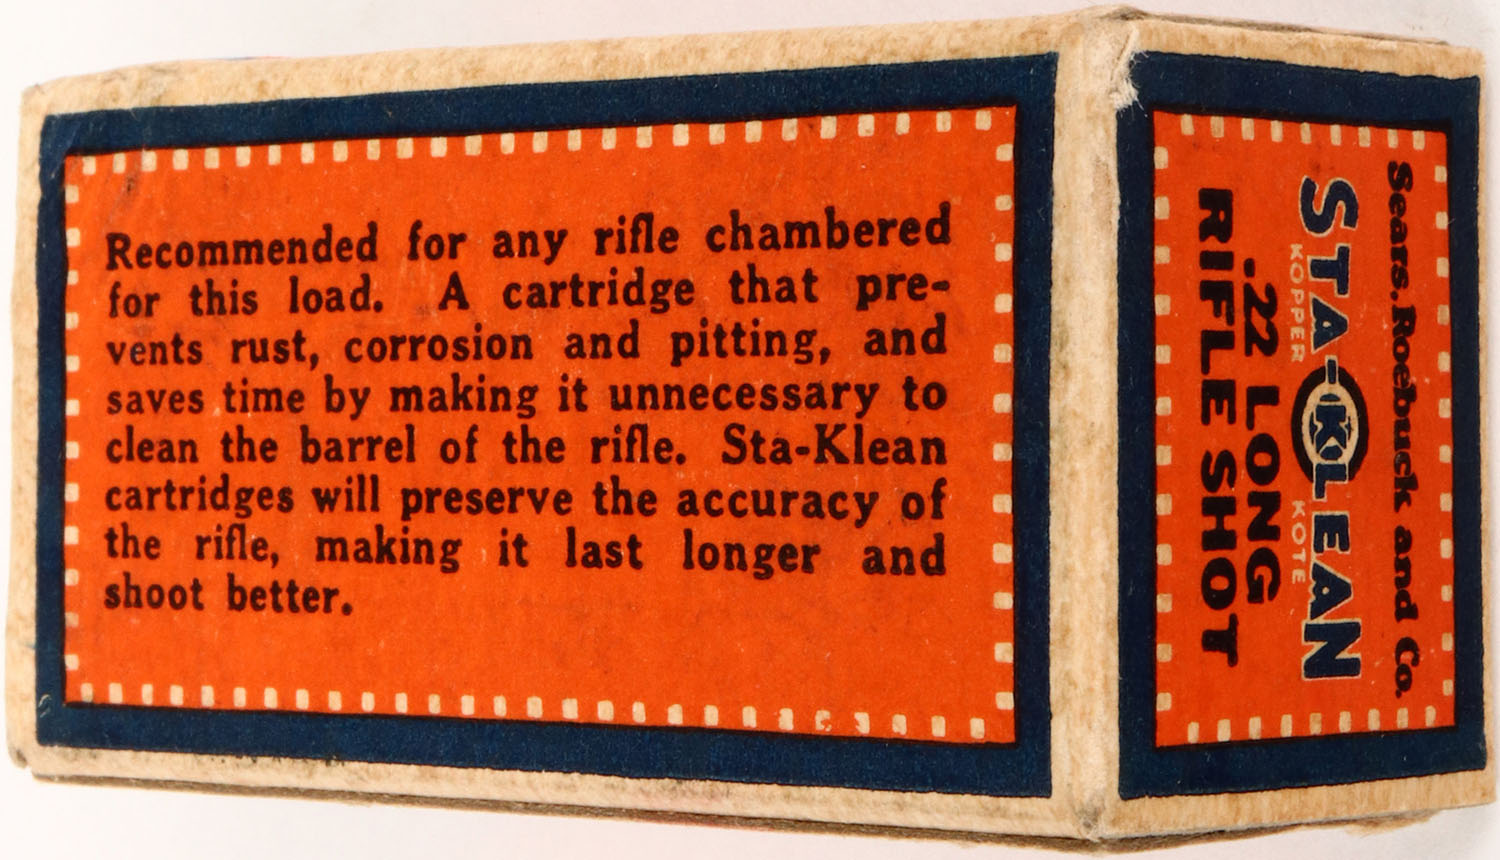 Recommended for any rifle chambered
for this load. A cartridge that pre-
vents rust, corrosion and pitting, and
saves time by making it unnecessary to
clean the barrel of the rifle. Sta-Klean
cartridges will preserve the accuracy of
the rifle, making it last longer and
shoot better.
Sears, Roebuck and Co.
STA-KLEAN
KOPPER KOTE
.22 LONG
RIFLE SHOT